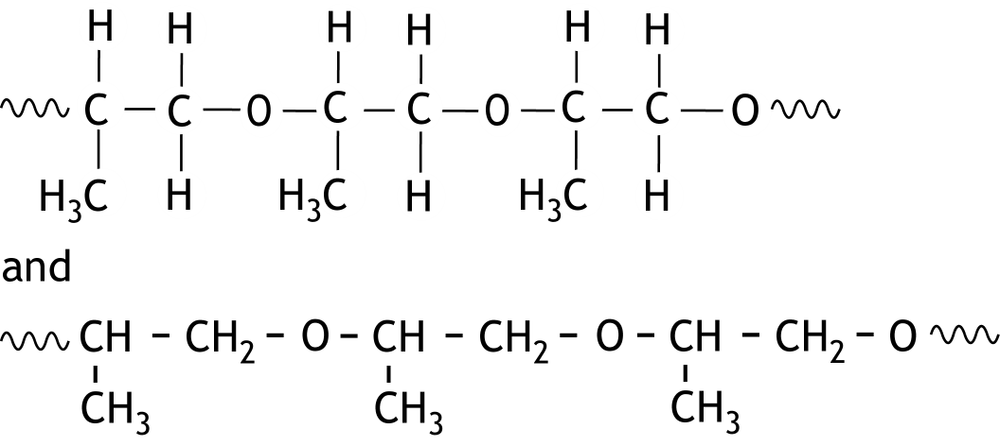 H H H H H H
C – C – O – C – C – O – C – C – O
H₃C H H₃C H H₃C H
and
CH – CH₂ – O – CH – CH₂ – O – CH – CH₂ – O
CH₃ CH₃ CH₃